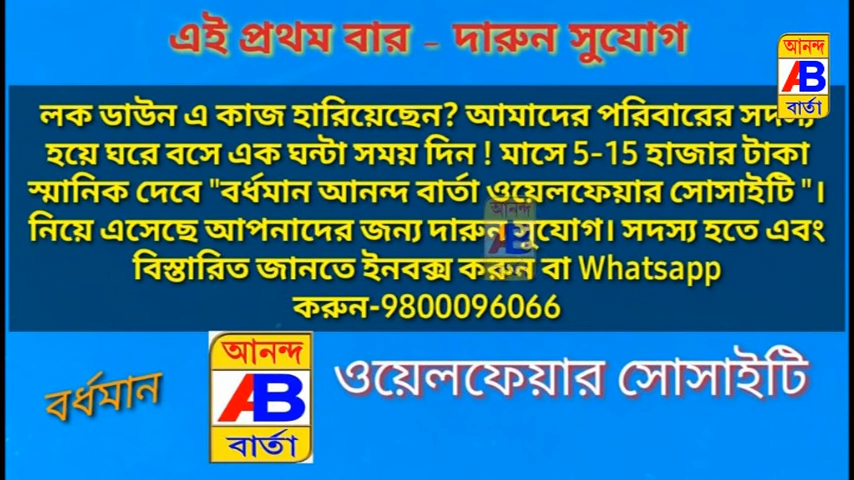 এই প্রথম বার - দারুন সুযোগ
আনন্দ
AB
বার্তা
লক ডাউন এ কাজ হারিয়েছেন? আমাদের পরিবারের সদস্য
হয়ে ঘরে বসে এক ঘন্টা সময় দিন ! মাসে 5-15 হাজার টাকা
স্মানিক দেবে "বর্ধমান আনন্দ বার্তা ওয়েলফেয়ার সোসাইটি "।
নিয়ে এসেছে আপনাদের জন্য দারুন সুযোগ। সদস্য হতে এবং
বিস্তারিত জানতে ইনবক্স করুন বা Whatsapp
করুন-9800096066
আনন্দ
AB
বর্ধমান
আনন্দ
AB
বার্তা
ওয়েলফেয়ার সোসাইটি